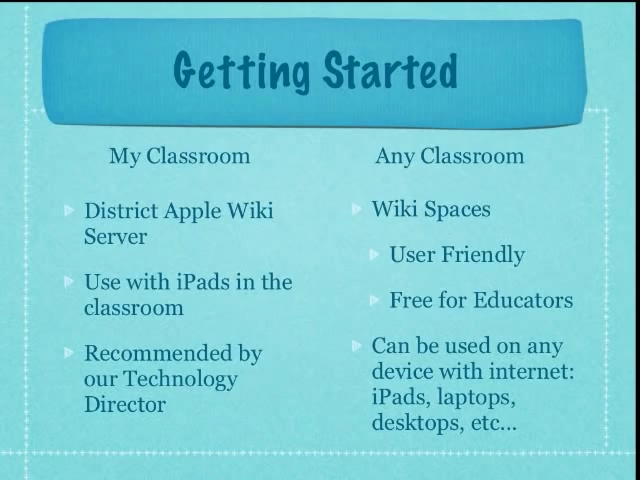 Getting Started
My Classroom
District Apple Wiki
Server
Use with iPads in the
classroom
Recommended by
our Technology
Director
Any Classroom
Wiki Spaces
User Friendly
Free for Educators
Can be used on any
device with internet:
iPads, laptops,
desktops, etc...